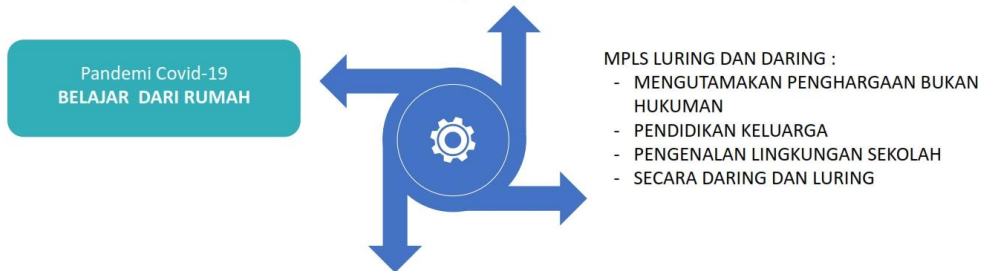 Pandemi Covid-19
BELAJAR DARI RUMAH
MPLS LURING DAN DARING :
- MENGUTAMAKAN PENGHARGAAN BUKAN
HUKUMAN
- PENDIDIKAN KELUARGA
- PENGENALAN LINGKUNGAN SEKOLAH
- SECARA DARING DAN LURING